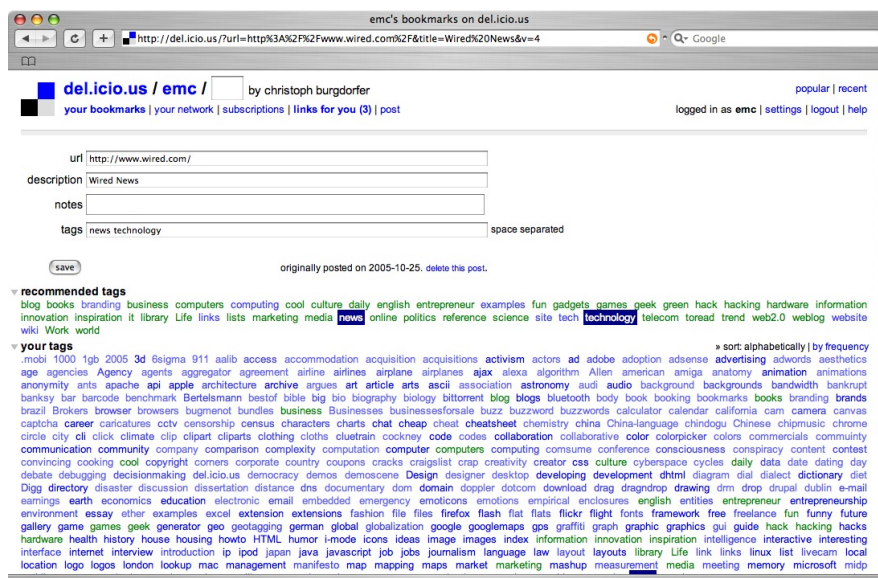 emc's bookmarks on del.icio.us
http://del.icio.us/?url=http%3A%2F%2Fwww.wired.com%2F&title=Wired%20News&v=4
Google
del.icio.us / emc / by christoph burgdorfer
popular | recent
your bookmarks | your network | subscriptions | links for you (3) | post
logged in as emc | settings | logout | help
url http://www.wired.com/
description Wired News
notes
tags news technology space separated
save originally posted on 2005-10-25. delete this post.
recommended tags
blog books branding business computers computing cool culture daily english entrepreneur examples fun gadgets games geek green hack hacking hardware information
innovation inspiration it library Life links lists marketing media news online politics reference science site tech technology telecom toread trend web2.0 weblog website
wiki Work world
your tags » sort: alphabetically | by frequency
.mobi 1000 1gb 2005 3d 6sigma 911 aalib access accommodation acquisition acquisitions activism actors ad adobe adoption adsense advertising adwords aesthetics
age agencies Agency agents aggregator agreement airline airlines airplane airplanes ajax alexa algorithm Allen american amiga anatomy animation animations
anonymity ants apache api apple architecture archive argues art article arts ascii association astronomy audi audio background backgrounds bandwidth bankrupt
banksy bar barcode benchmark Bertelsmann bestof bible big bio biography biology bittorrent blog blogs bluetooth body book booking bookmarks books branding brands
brazil Brokers browser browsers bugmenot bundles business Businesses businessesforsale buzz buzzword buzzwords calculator calendar california cam camera canvas
captcha career caricatures cctv censorship census characters charts chat cheap cheat cheatsheet chemistry china China-language chindogu Chinese chipmusic chrome
circle city cli click climate clip clipart cliparts clothing cloths cluetrain cockney code codes collaboration collaborative color colorpicker colors commercials communinty
communication community company comparison complexity computation computer computers computing comsume conference consciousness conspiracy content contest
convincing cooking cool copyright corners corporate country coupons cracks craigslist crap creativity creator css culture cyberspace cycles daily data date dating day
debate debugging decisionmaking del.icio.us democracy demos demoscene Design designer desktop developing development dhtml diagram dial dialect dictionary diet
Digg directory disaster discussion dissertation distance dns documentary dom domain doppler dotcom download drag dragndrop drawing drm drop drupal dublin e-mail
earnings earth economics education electronic email embedded emergency emoticons emotions empirical enclosures english entities entrepreneur entrepreneurship
environment essay ether examples excel extension extensions fashion file files firefox flash flat flats flickr flight fonts framework free freelance fun funny future
gallery game games geek generator geo geotagging german global globalization google googlemaps gps graffiti graph graphic graphics gui guide hack hacking hacks
hardware health history house housing howto HTML humor i-mode icons ideas image images index information innovation inspiration intelligence interactive interesting
interface internet interview introduction ip ipod japan java javascript job jobs journalism language law layout layouts library Life link links linux list livecam local
location logo logos london lookup mac management manifesto map mapping maps market marketing mashup measurement media meeting memory microsoft midp